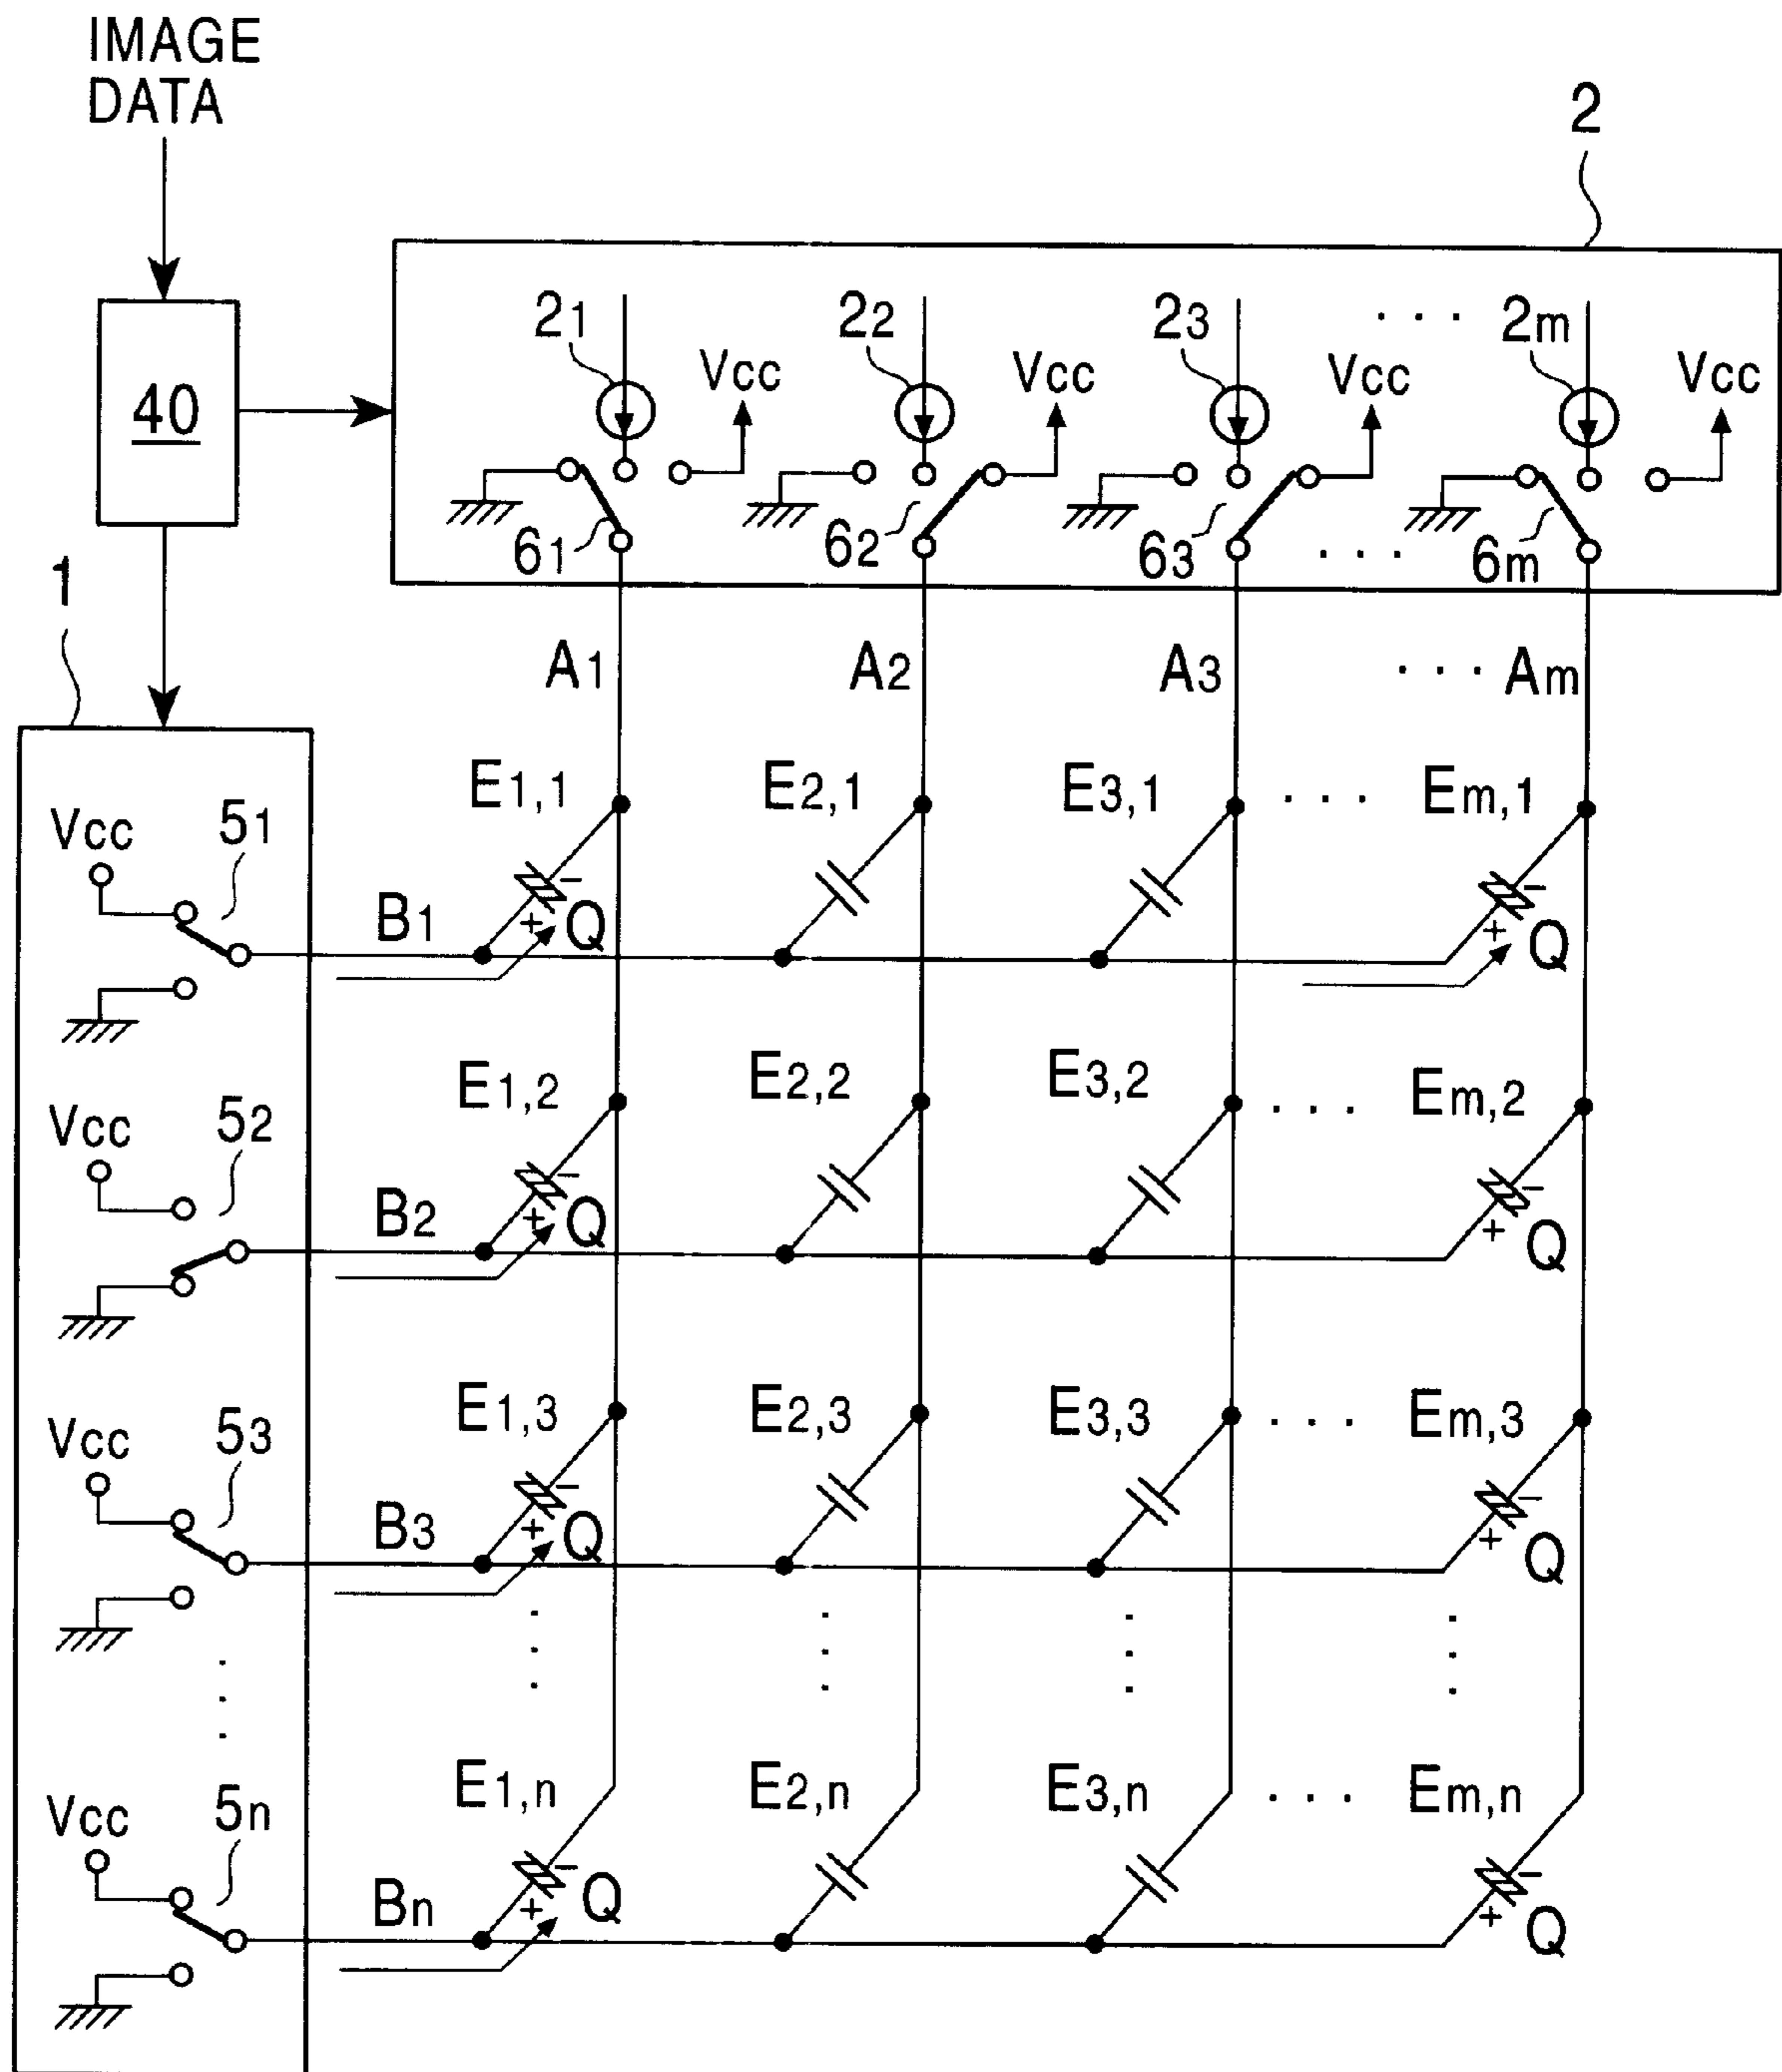 IMAGE
DATA
2
40
21 22 23 . . . 2m
Vcc Vcc Vcc Vcc
61 62 63 . . . 6m
1
A1 A2 A3 . . . Am
E1,1 E2,1 E3,1 . . . Em,1
Vcc 51
B1 + - Q + - Q
E1,2 E2,2 E3,2 . . . Em,2
Vcc 52
B2 + - Q + - Q
E1,3 E2,3 E3,3 . . . Em,3
Vcc 53
B3 + - Q + - Q
E1,n E2,n E3,n . . . Em,n
Vcc 5n
Bn + - Q + - Q